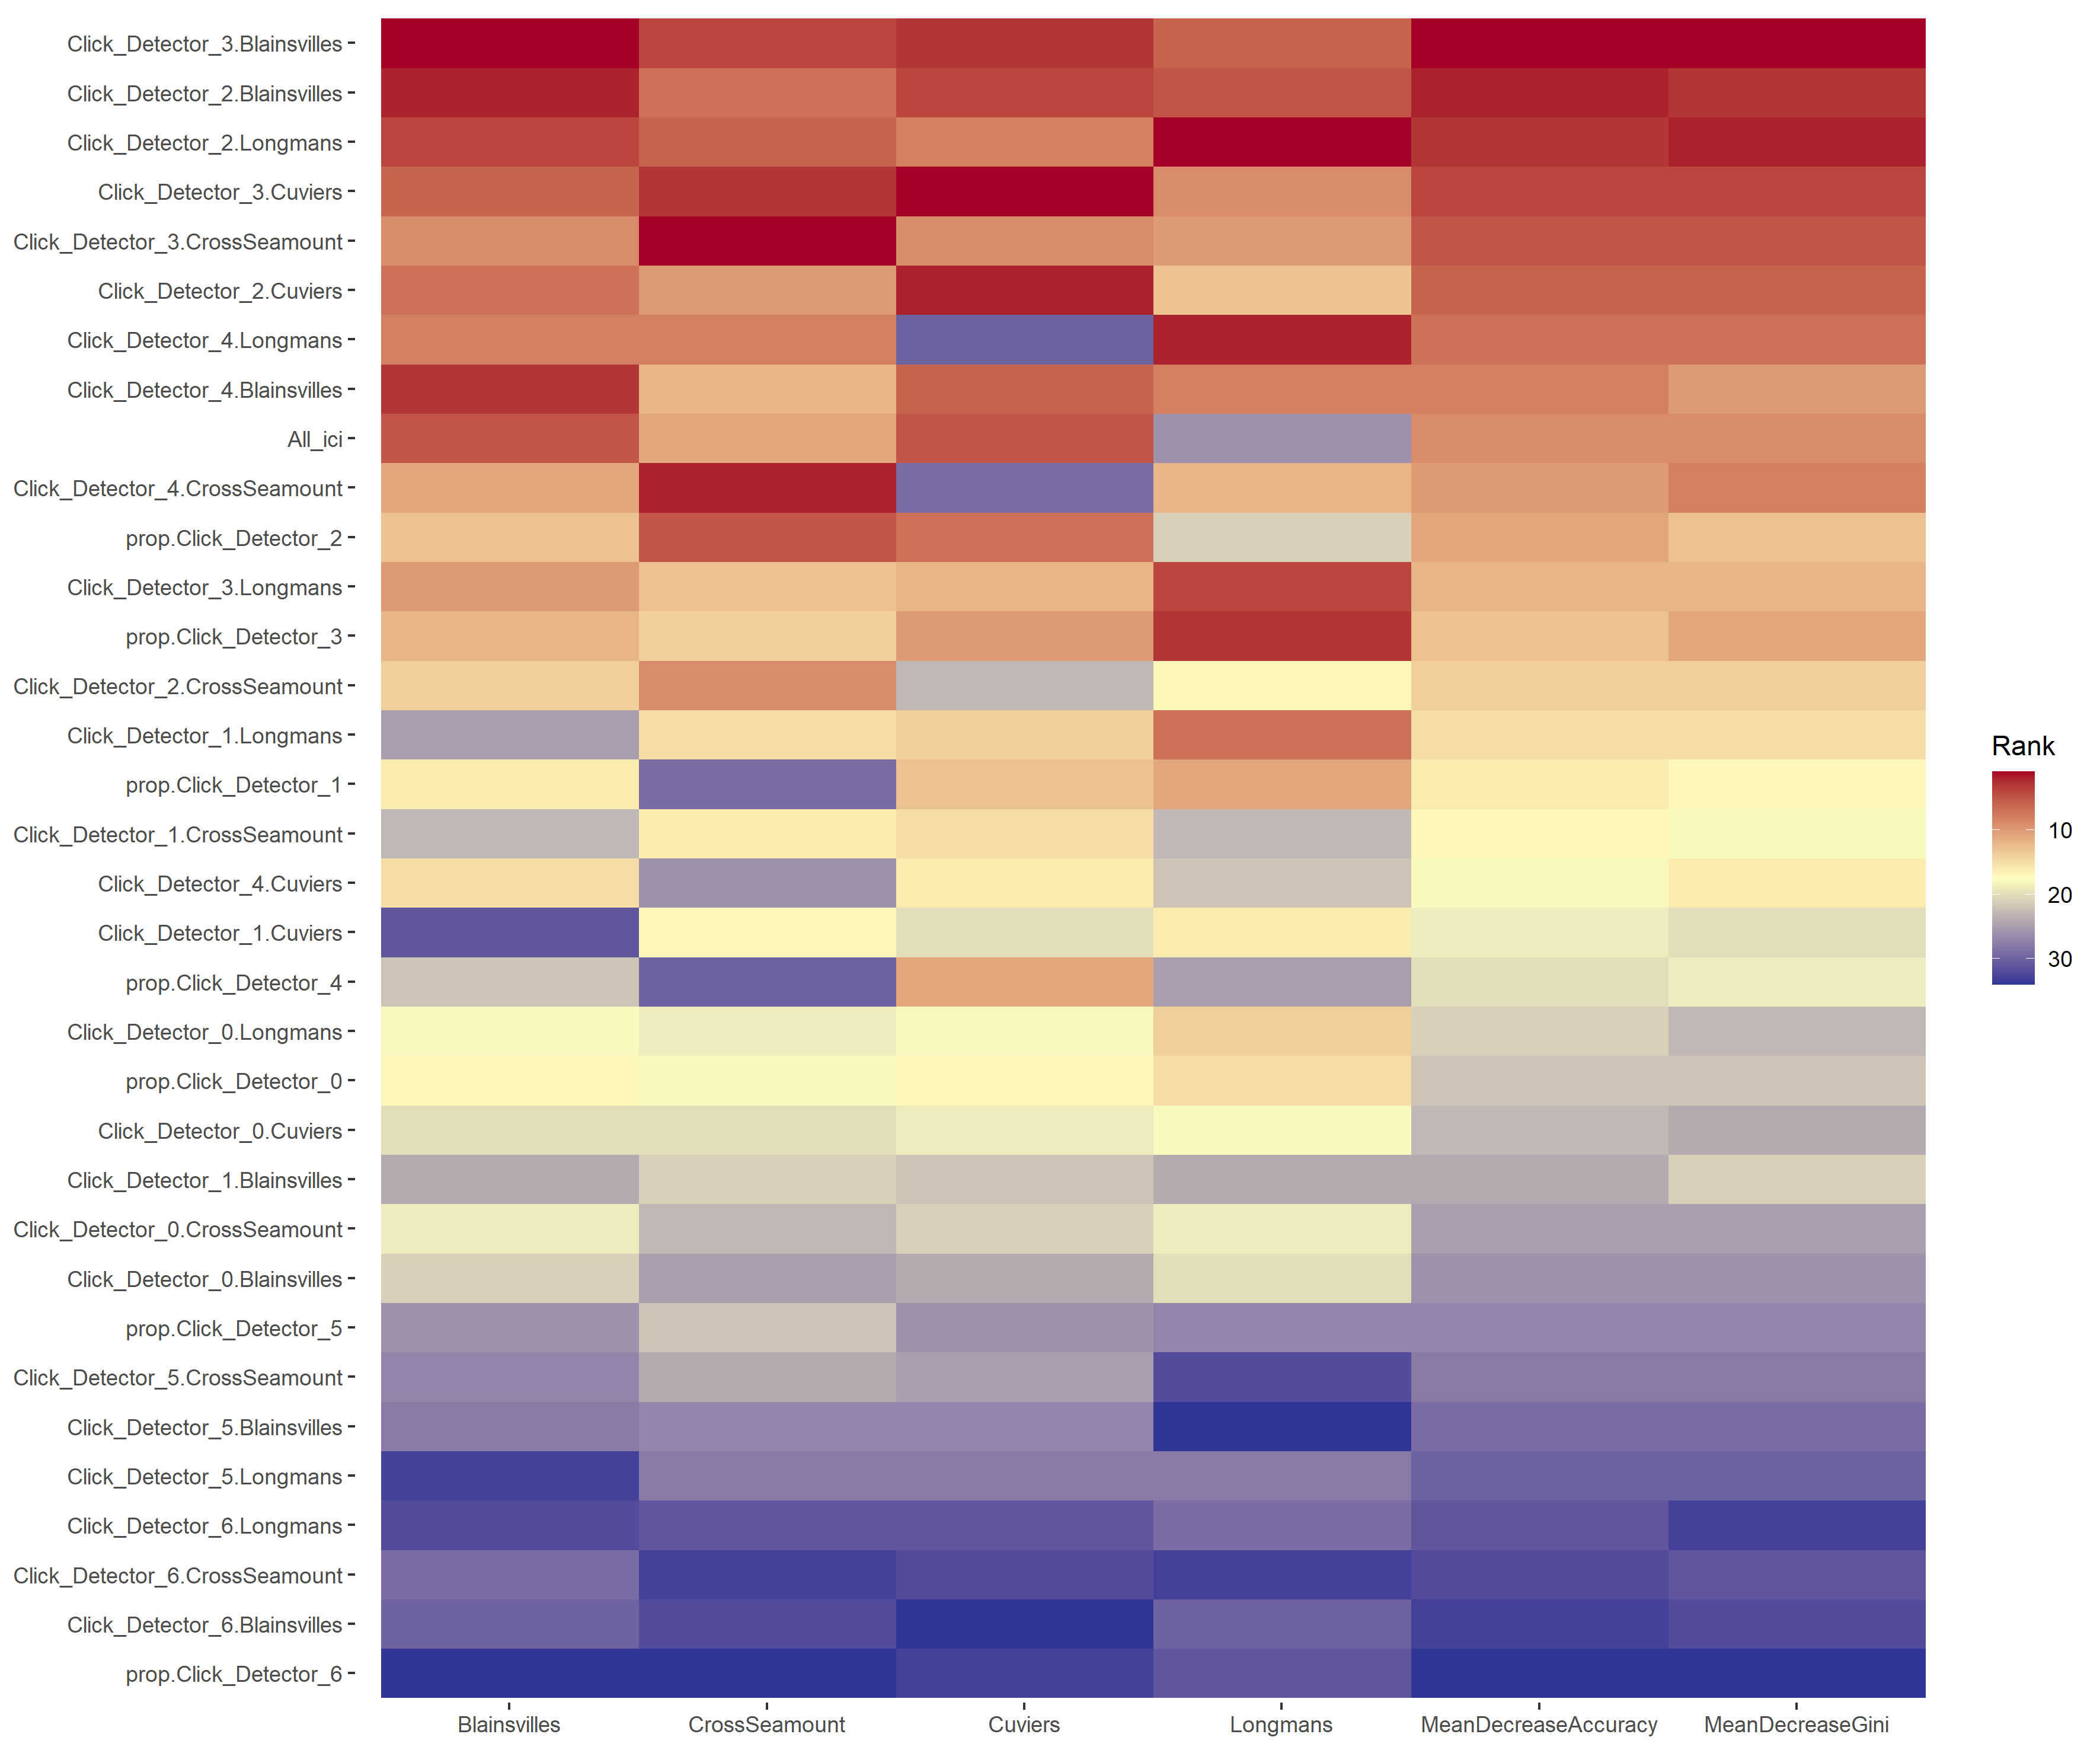 Click_Detector_3.Blainsvilles
Click_Detector_2.Blainsvilles
Click_Detector_2.Longmans
Click_Detector_3.Cuviers
Click_Detector_3.CrossSeamount
Click_Detector_2.Cuviers
Click_Detector_4.Longmans
Click_Detector_4.Blainsvilles
All_ici
Click_Detector_4.CrossSeamount
prop.Click_Detector_2
Click_Detector_3.Longmans
prop.Click_Detector_3
Click_Detector_2.CrossSeamount
Click_Detector_1.Longmans
prop.Click_Detector_1
Click_Detector_1.CrossSeamount
Click_Detector_4.Cuviers
Click_Detector_1.Cuviers
prop.Click_Detector_4
Click_Detector_0.Longmans
prop.Click_Detector_0
Click_Detector_0.Cuviers
Click_Detector_1.Blainsvilles
Click_Detector_0.CrossSeamount
Click_Detector_0.Blainsvilles
prop.Click_Detector_5
Click_Detector_5.CrossSeamount
Click_Detector_5.Blainsvilles
Click_Detector_5.Longmans
Click_Detector_6.Longmans
Click_Detector_6.CrossSeamount
Click_Detector_6.Blainsvilles
prop.Click_Detector_6
Blainsvilles CrossSeamount Cuviers Longmans MeanDecreaseAccuracy MeanDecreaseGini
Rank
10
20
30